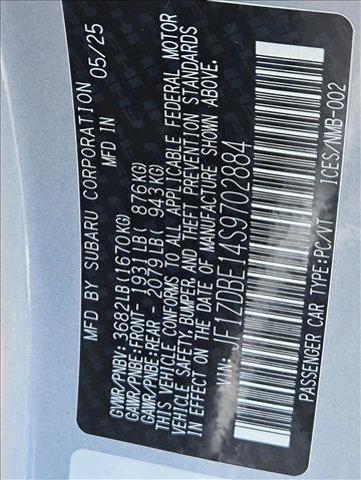 MFD BY SUBARU CORPORATION
05/25
GVWR/PNBV: 3682LB(1670KG)
GAWR/PNBE:FRONT- 1931LB( 876KG)
GAWR/PNBE:REAR - 2079LB( 943KG)
THIS VEHICLE CONFORMS TO ALL APPLICABLE FEDERAL MOTOR
VEHICLE SAFETY,BUMPER,AND THEFT PREVENTION STANDARDS
IN EFFECT ON THE DATE OF MANUFACTURE SHOWN ABOVE.
MFD IN
VIN: JF1ZDBE14S9702884
PASSENGER CAR TYPE:PC/VT ICES/NMB-002